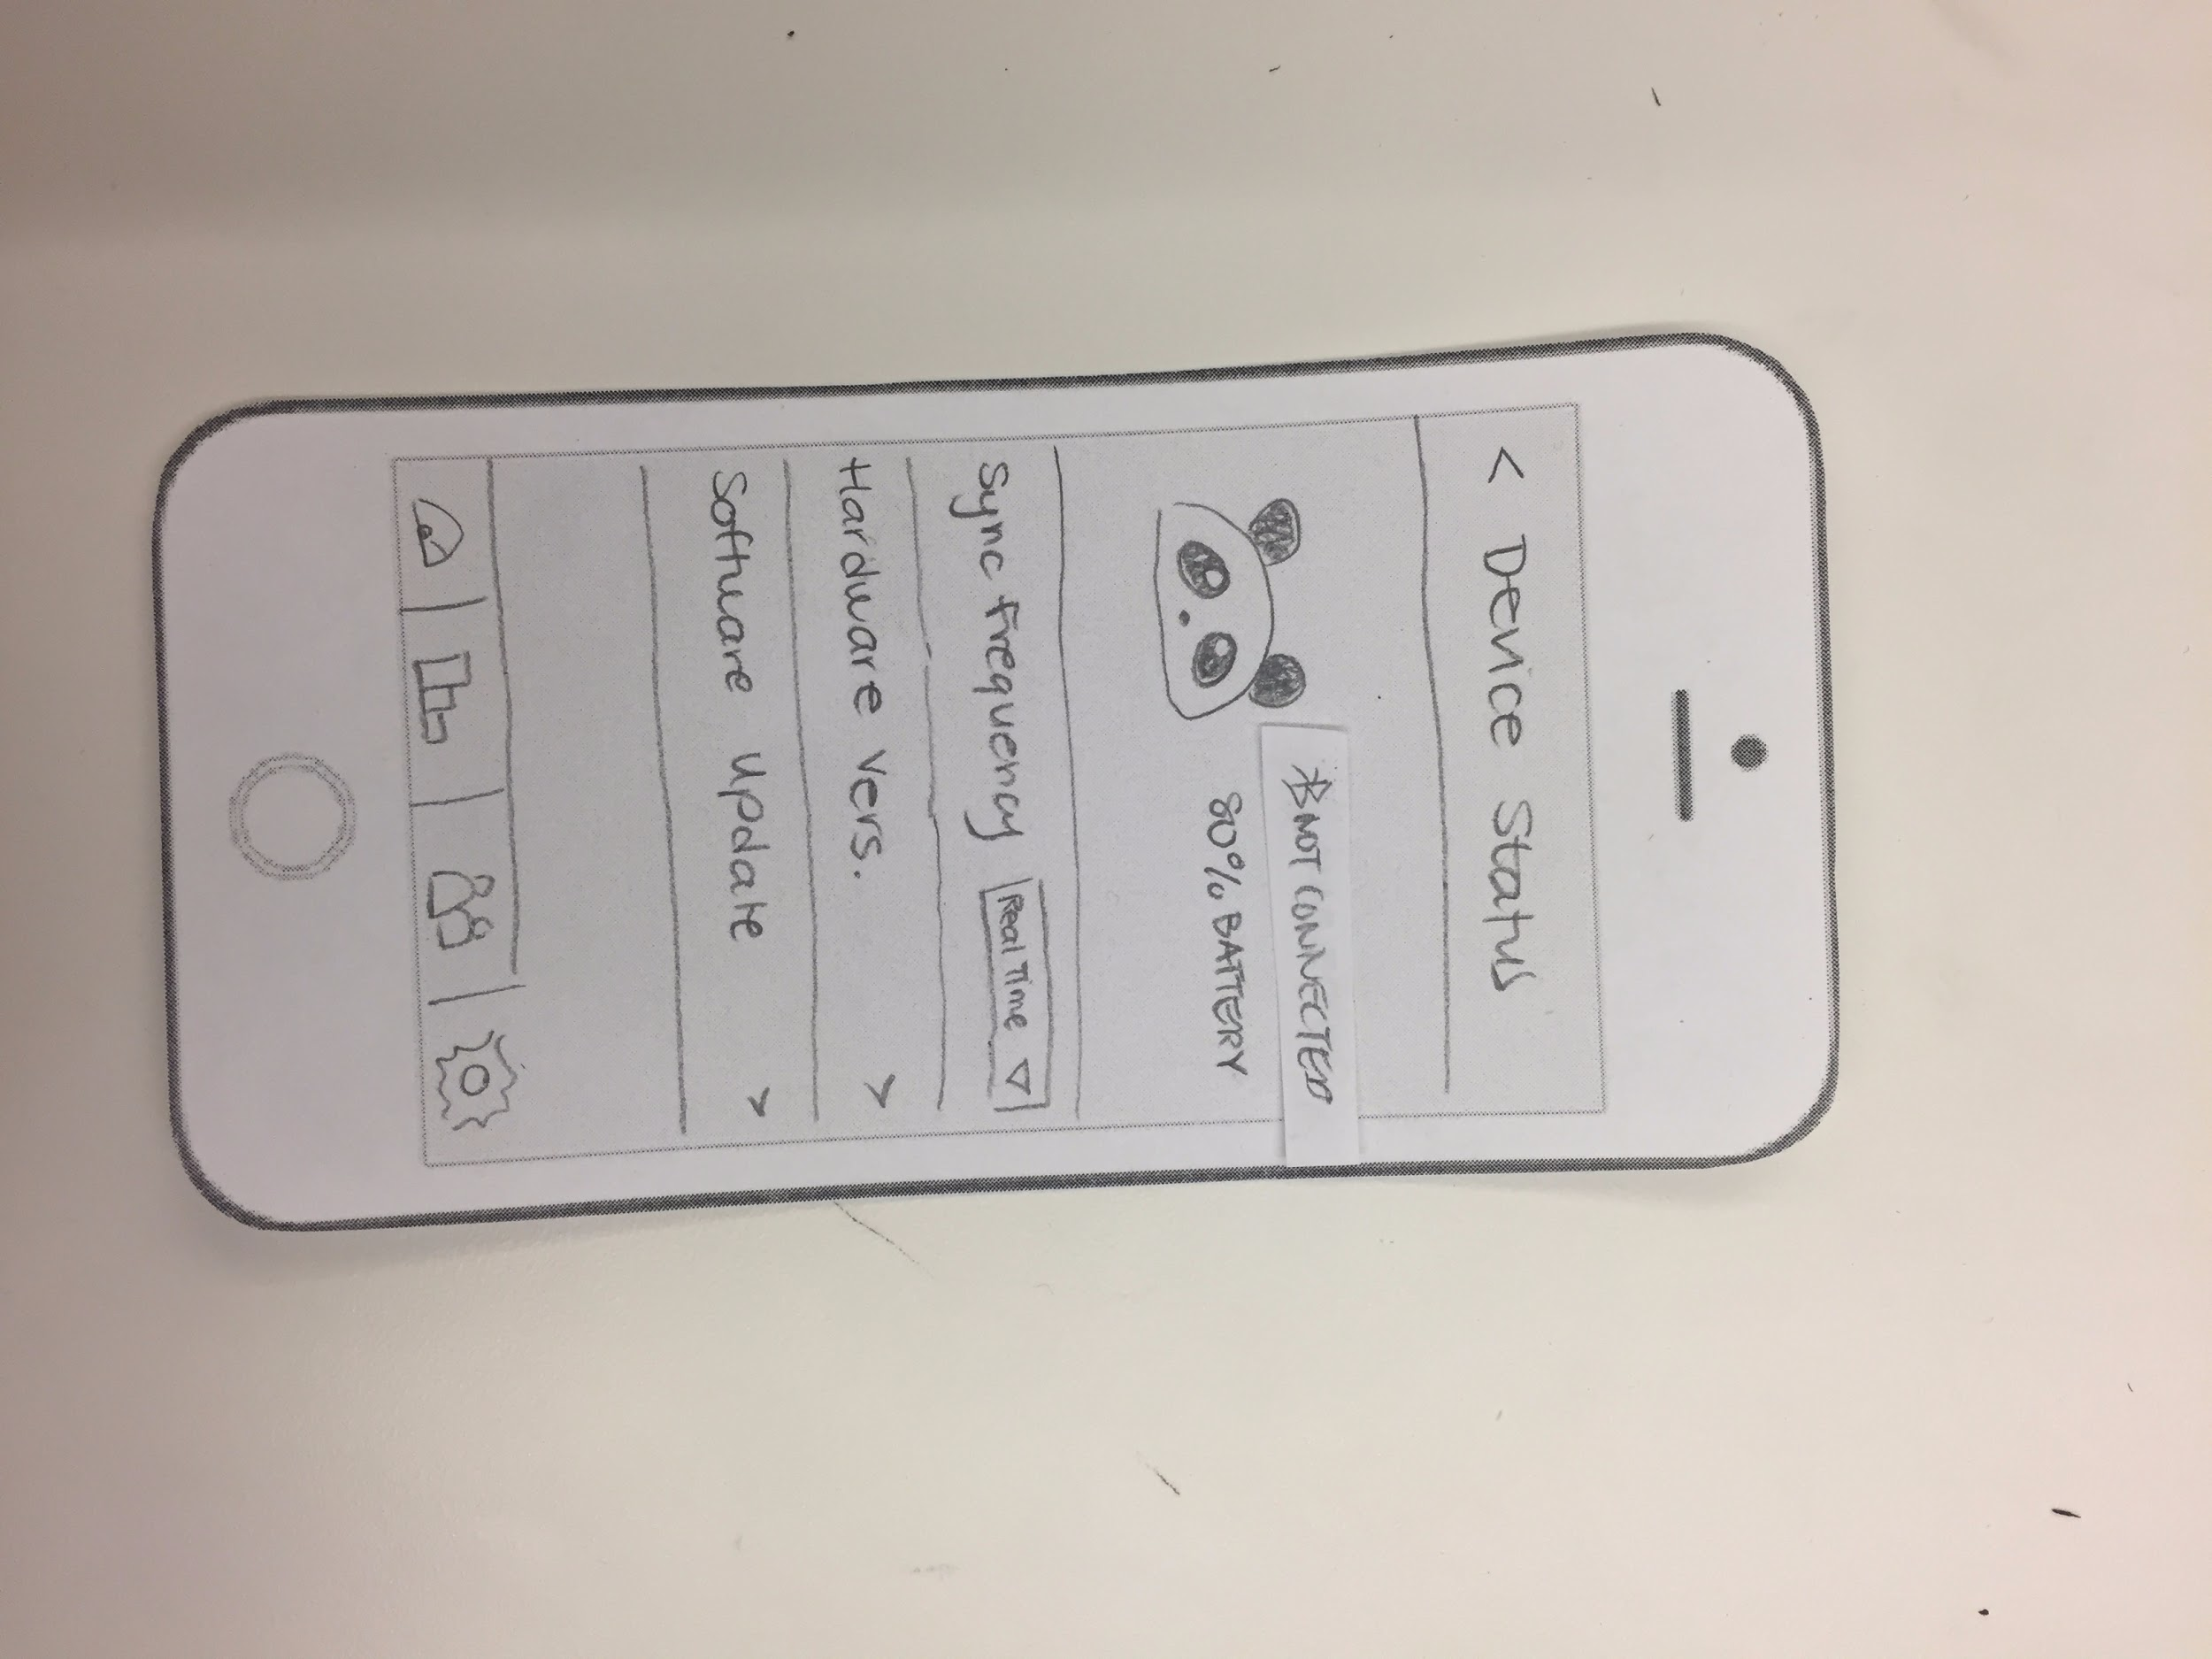 < Device Status
NOT CONNECTED
80% BATTERY
Sync Frequency Real Time
Hardware Vers.
Software Update